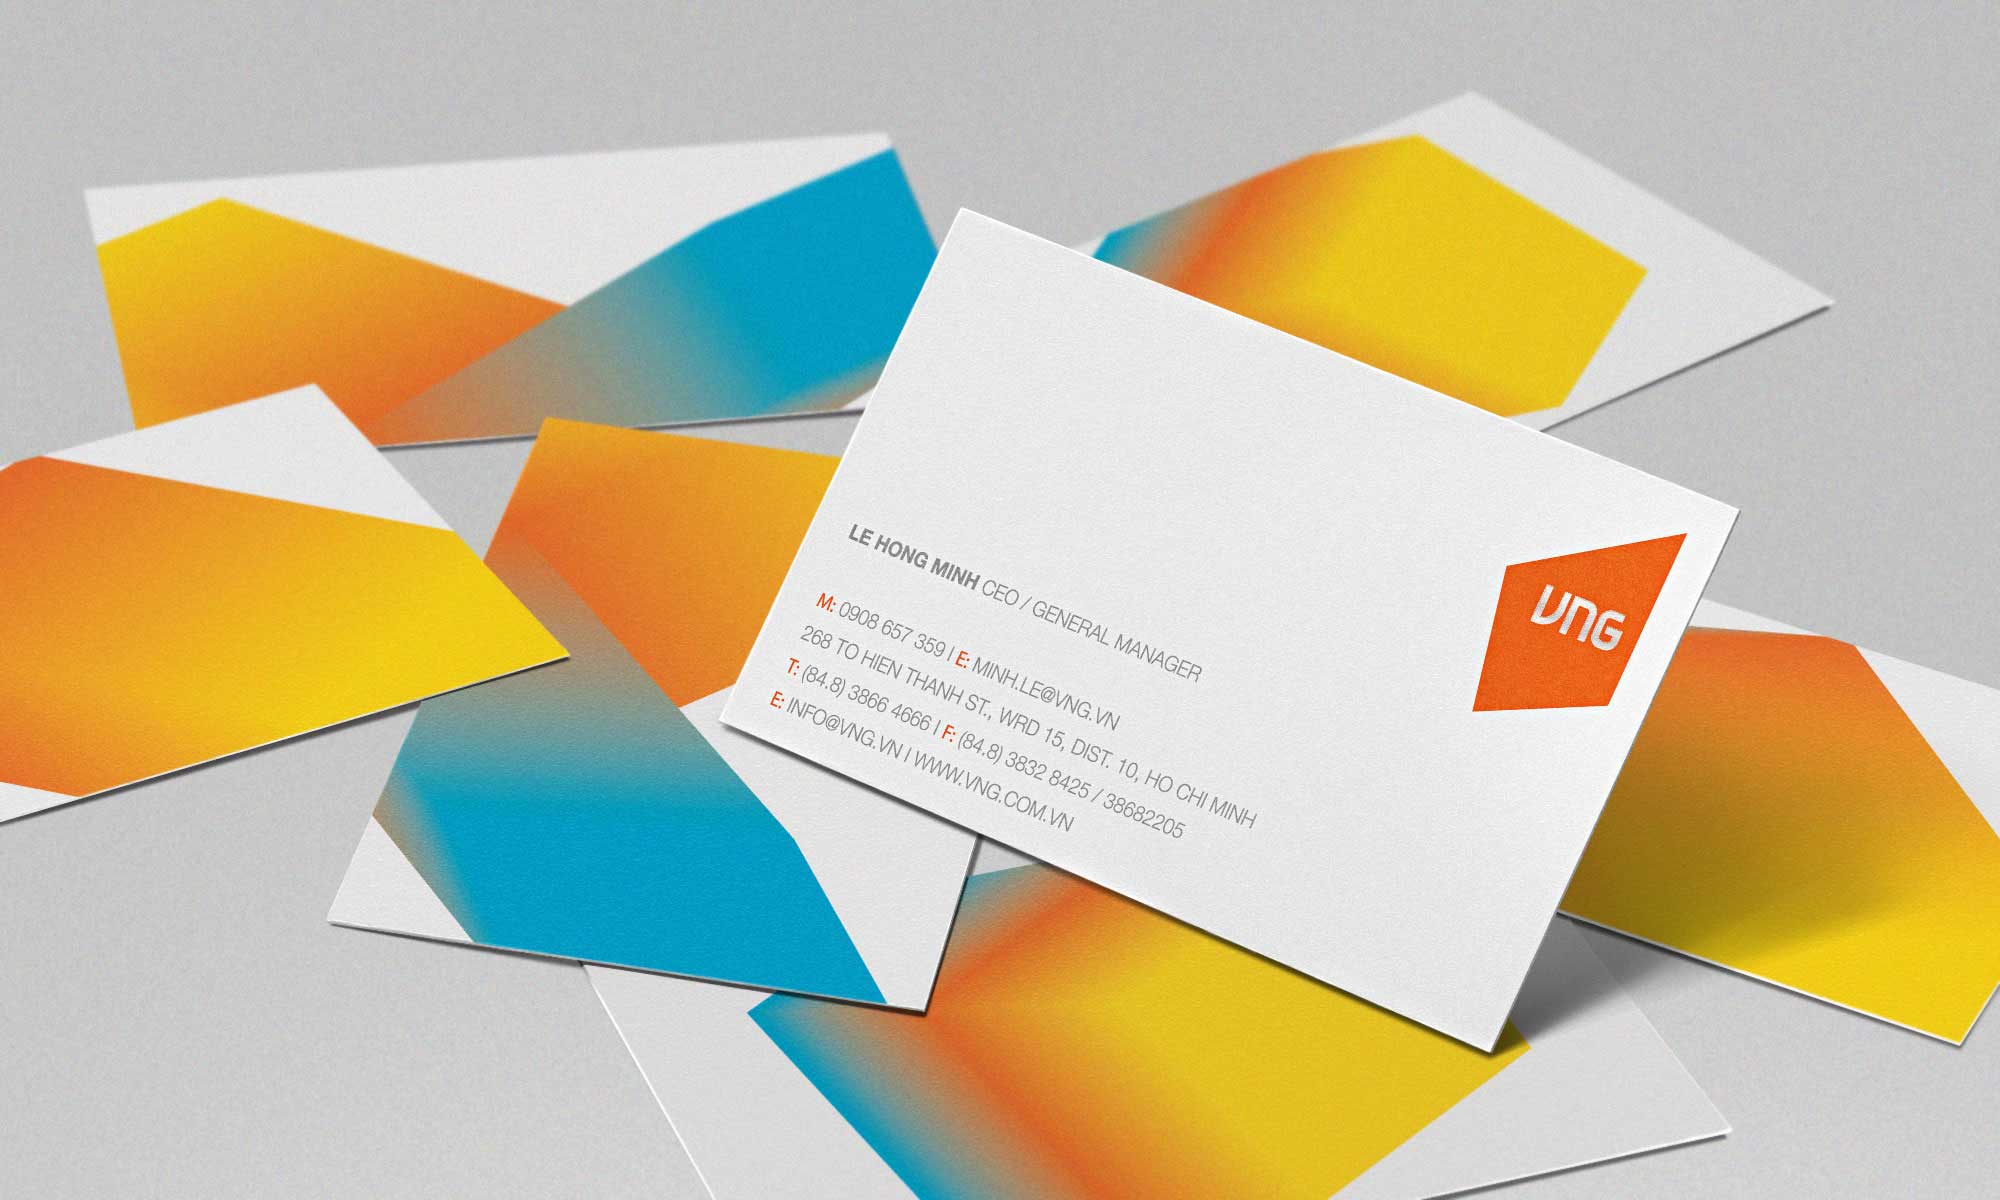 LE HONG MINH CEO / GENERAL MANAGER
M: 0908 657 359 | E: MINH.LE@VNG.VN
268 TO HIEN THANH ST., WRD 15, DIST. 10, HO CHI MINH
T: (84.8) 3866 4666 | F: (84.8) 3832 8425 / 38682205
E: INFO@VNG.VN | WWW.VNG.COM.VN
VNG